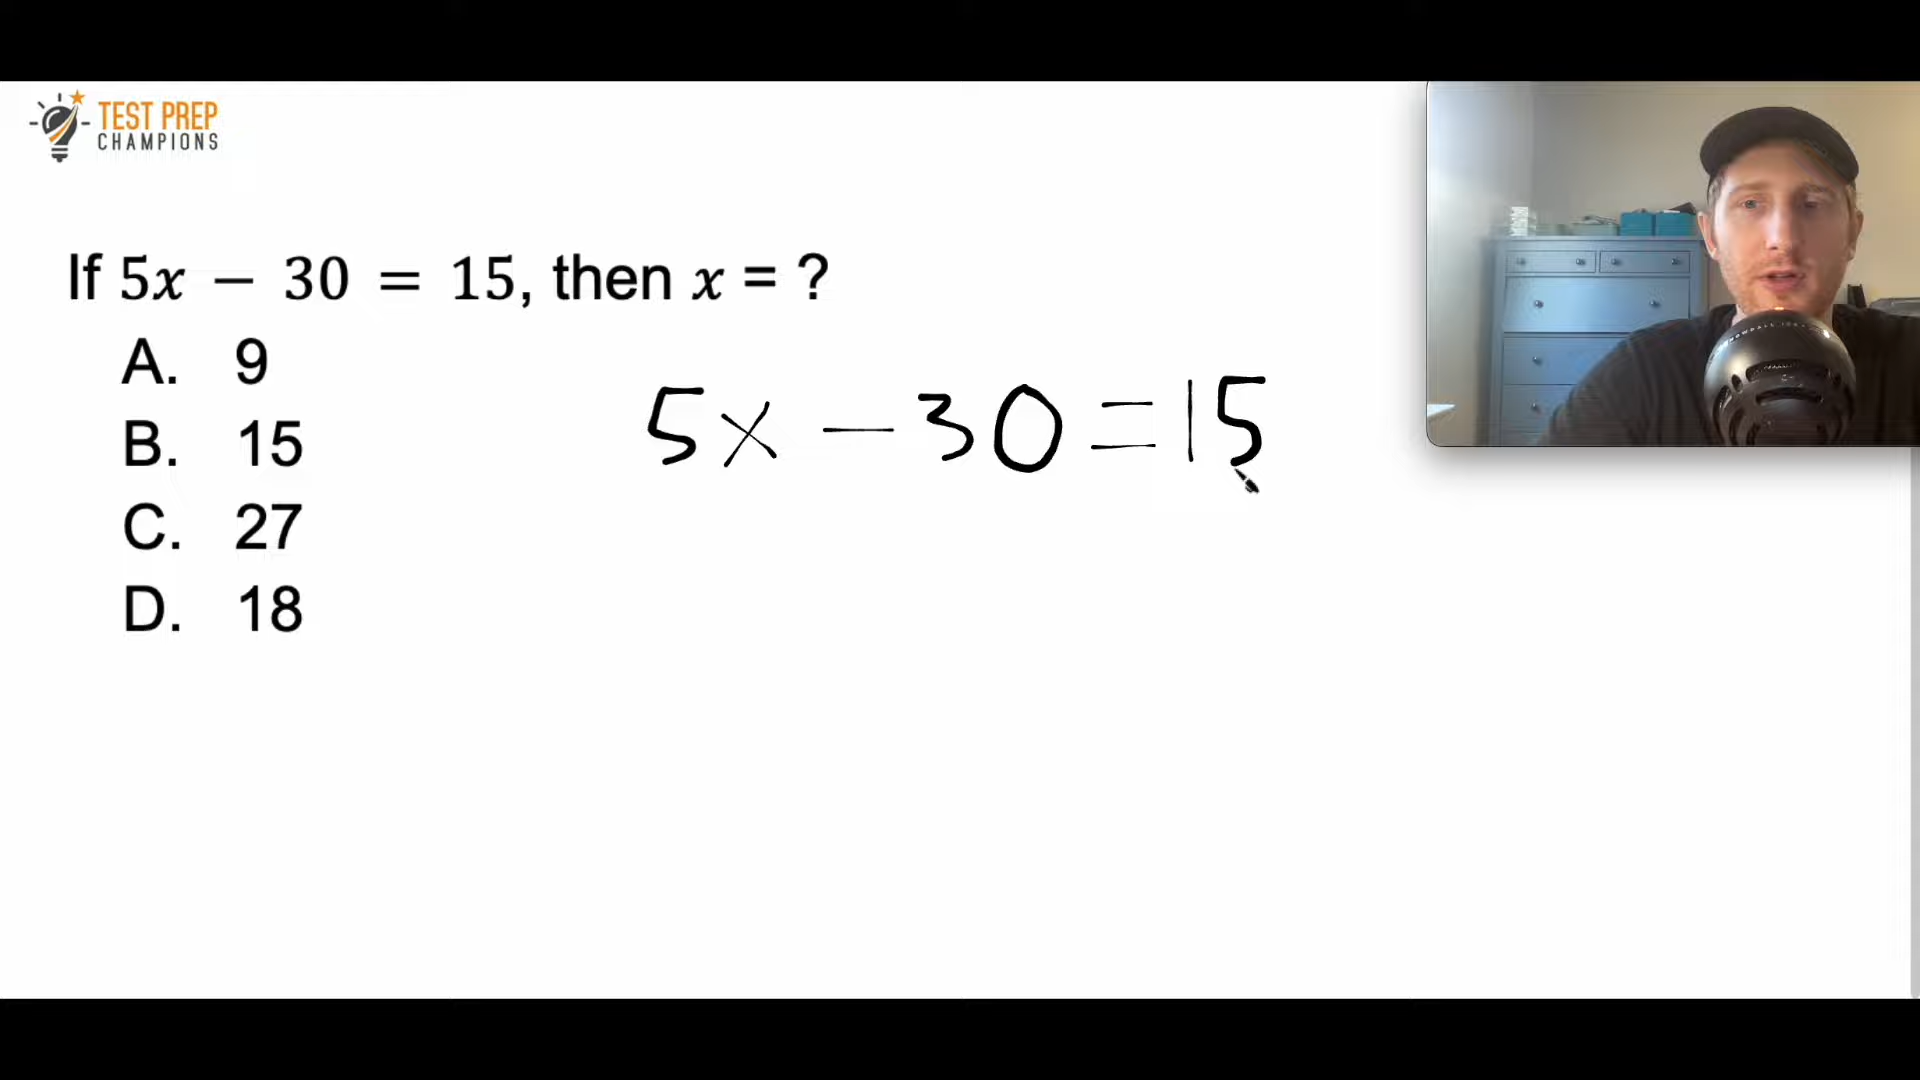 TEST PREP
CHAMPIONS
If 5x − 30 = 15, then x = ?
A. 9
B. 15
C. 27
D. 18
5x − 30 = 15